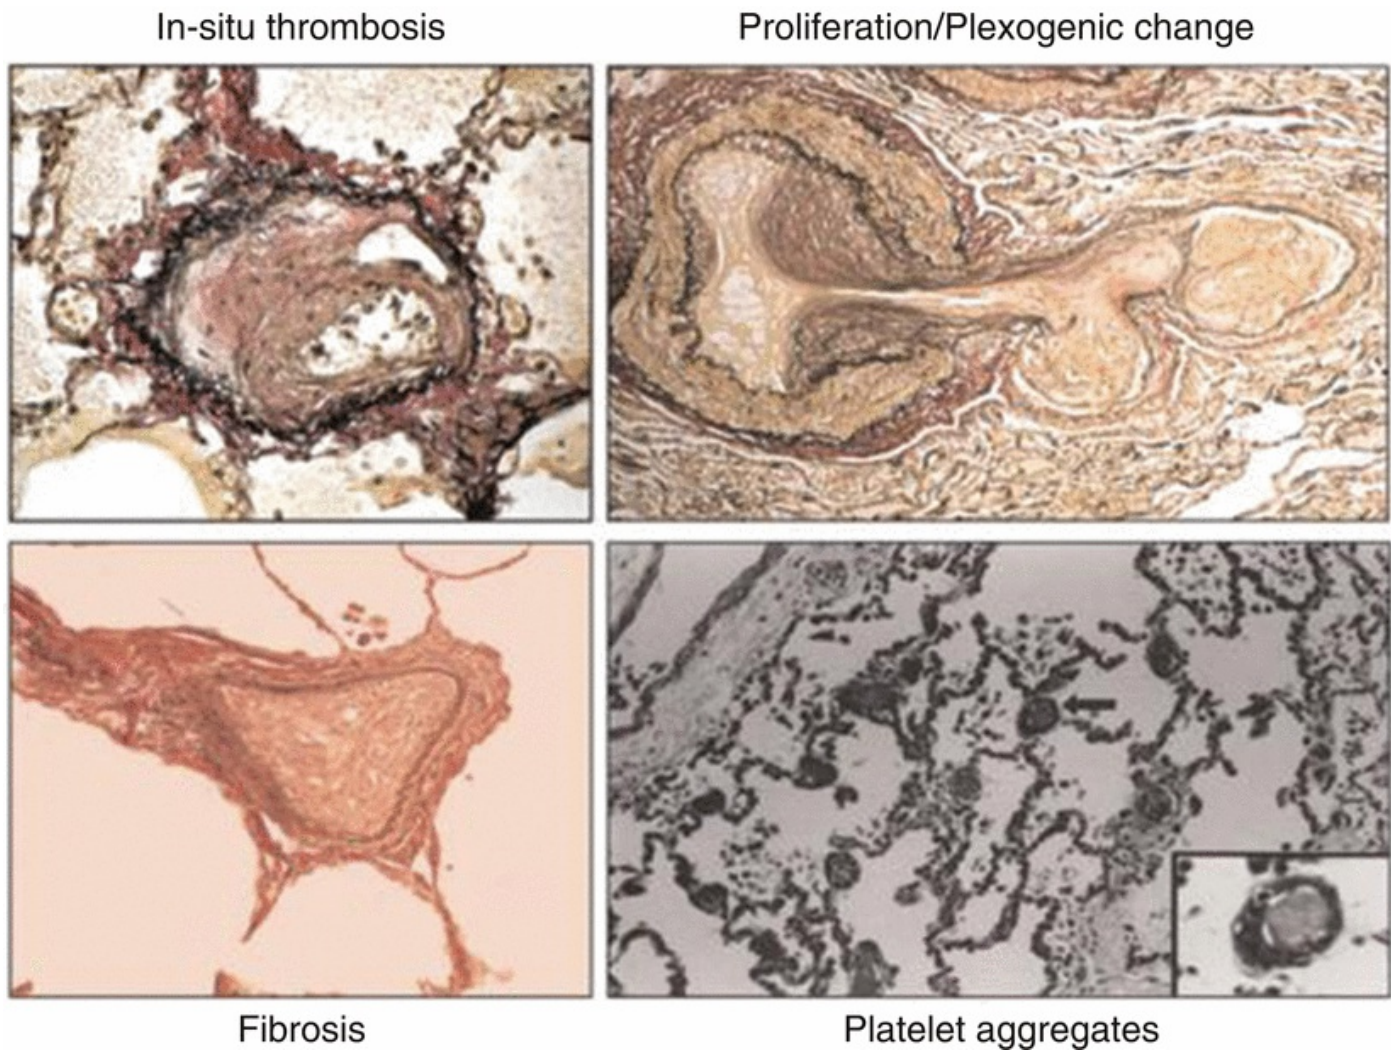 In-situ thrombosis
Proliferation/Plexogenic change
Fibrosis
Platelet aggregates